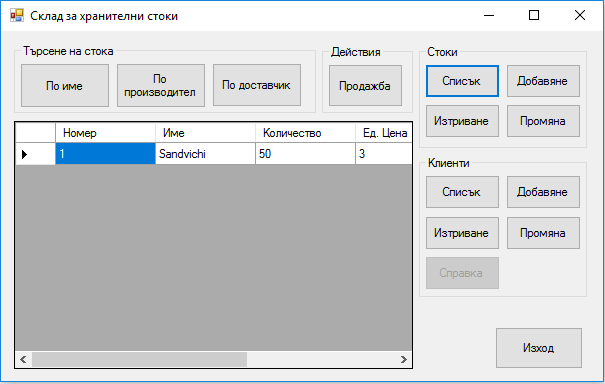 Склад за хранителни стоки
Търсене на стока
По име
По
производител
По доставчик
Действия
Продажба
Стоки
Списък
Добавяне
Изтриване
Промяна
Номер Име Количество Ед. Цена
1 Sandvichi 50 3
Клиенти
Списък
Добавяне
Изтриване
Промяна
Справка
Изход